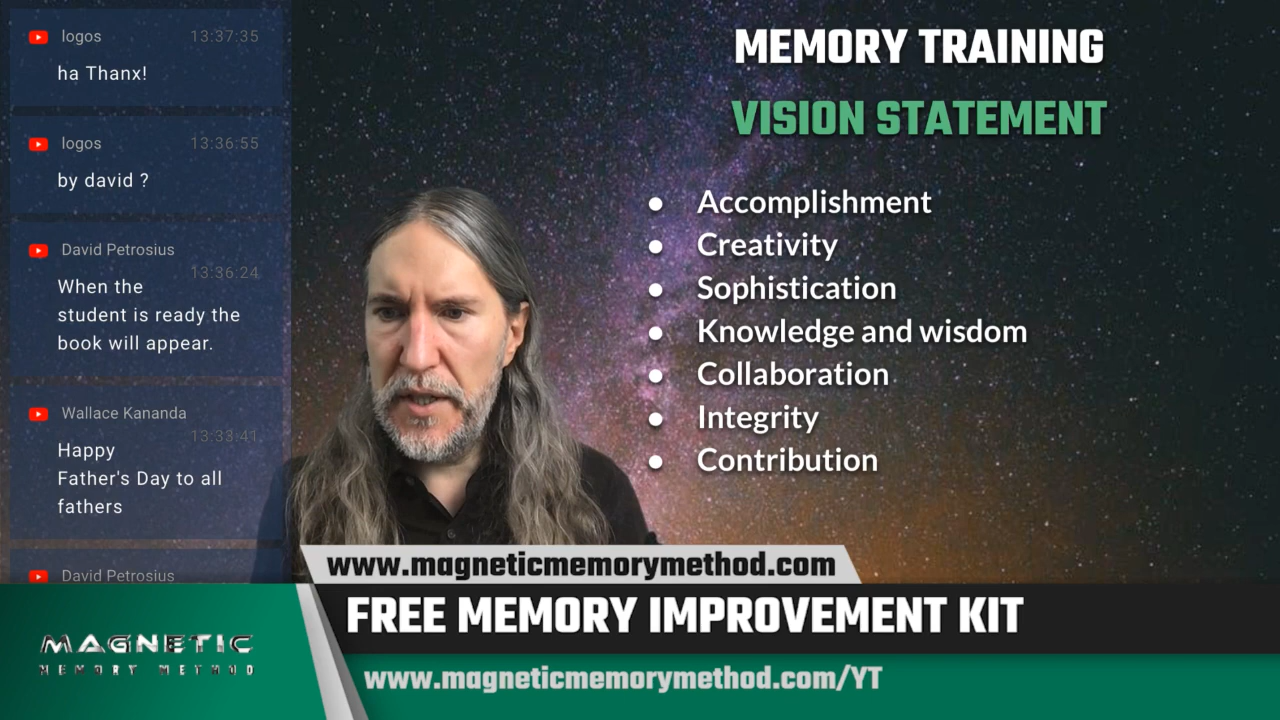 logos 13:37:35
ha Thanx!
logos 13:36:55
by david ?
David Petrosius
13:36:24
When the
student is ready the
book will appear.
Wallace Kananda
13:33:41
Happy
Father's Day to all
fathers
David Petrosius
MEMORY TRAINING
VISION STATEMENT
• Accomplishment
• Creativity
• Sophistication
• Knowledge and wisdom
• Collaboration
• Integrity
• Contribution
www.magneticmemorymethod.com
FREE MEMORY IMPROVEMENT KIT
www.magneticmemorymethod.com/YT
MAGNETIC
MEMORY METHOD